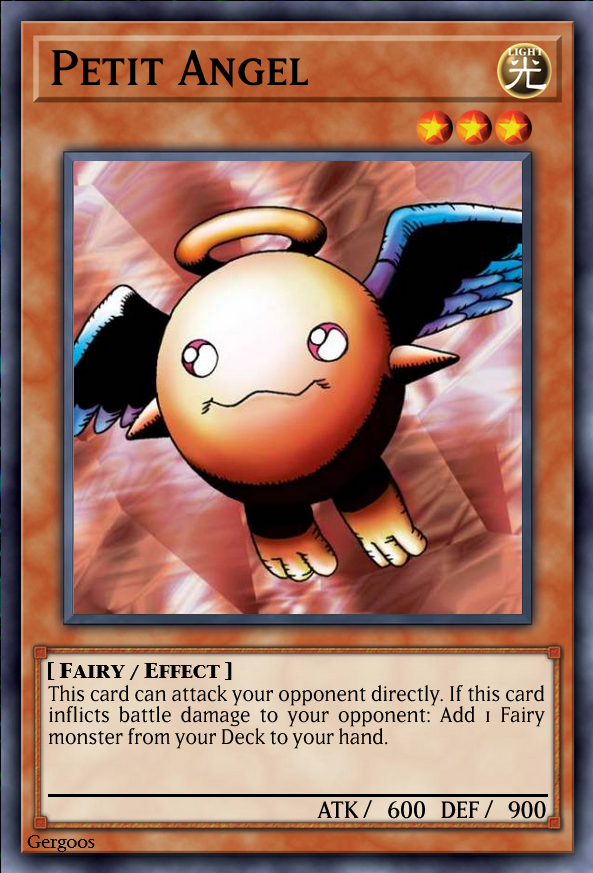 Petit Angel
LIGHT
光
[ Fairy / Effect ]
This card can attack your opponent directly. If this card
inflicts battle damage to your opponent: Add 1 Fairy
monster from your Deck to your hand.
ATK / 600 DEF / 900
Gergoos